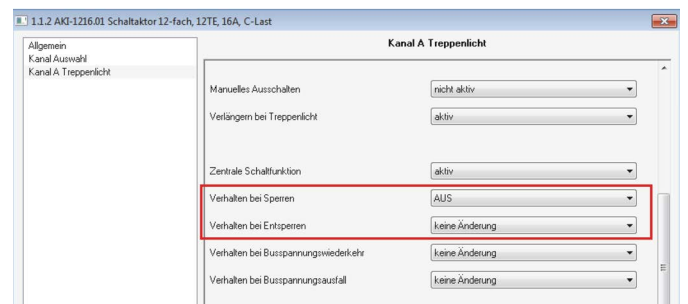 1.1.2 AKI-1216.01 Schaltaktor 12-fach, 12TE, 16A, C-Last
Allgemein
Kanal Auswahl
Kanal A Treppenlicht
Kanal A Treppenlicht
Manuelles Ausschalten nicht aktiv
Verlängern bei Treppenlicht aktiv
Zentrale Schaltfunktion aktiv
Verhalten bei Sperren AUS
Verhalten bei Entsperren keine Änderung
Verhalten bei Busspannungswiederkehr keine Änderung
Verhalten bei Busspannungsausfall keine Änderung